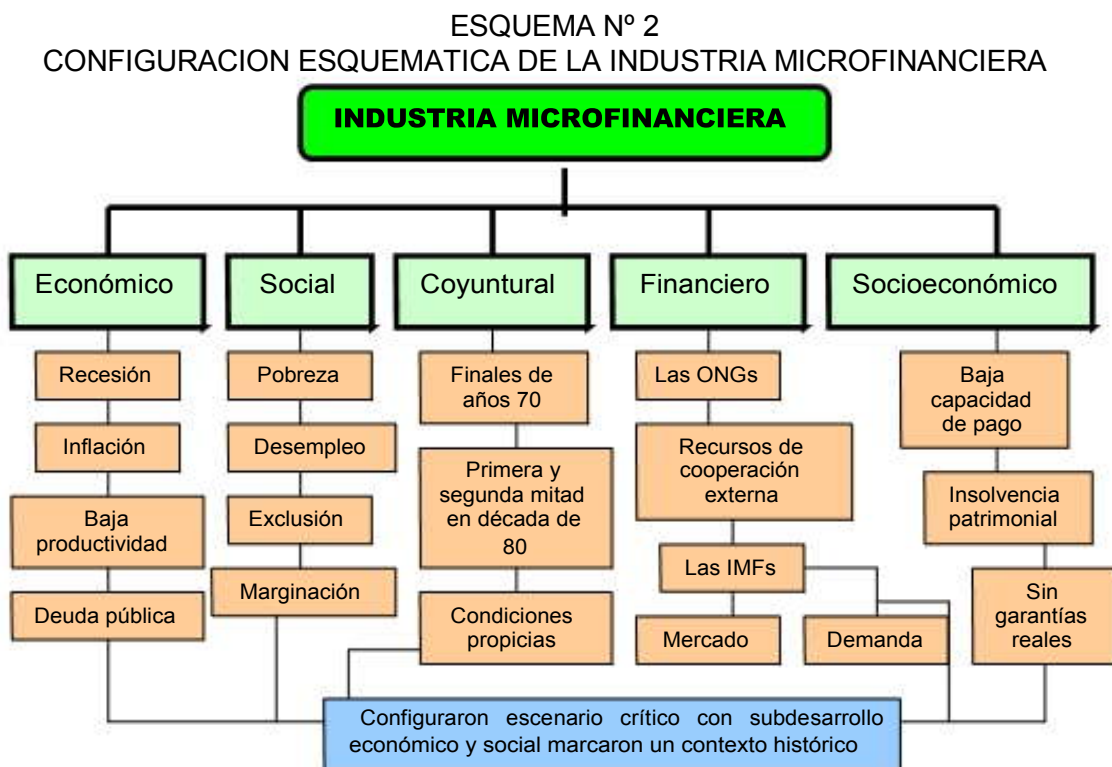 ESQUEMA Nº 2
CONFIGURACION ESQUEMATICA DE LA INDUSTRIA MICROFINANCIERA
INDUSTRIA MICROFINANCIERA
Económico
Recesión
Inflación
Baja
productividad
Deuda pública
Social
Pobreza
Desempleo
Exclusión
Marginación
Coyuntural
Finales de
años 70
Primera y
segunda mitad
en década de
80
Condiciones
propicias
Financiero
Las ONGs
Recursos de
cooperación
externa
Las IMFs
Mercado
Demanda
Socioeconómico
Baja
capacidad
de pago
Insolvencia
patrimonial
Sin
garantías
reales
Configuraron escenario crítico con subdesarrollo
económico y social marcaron un contexto histórico